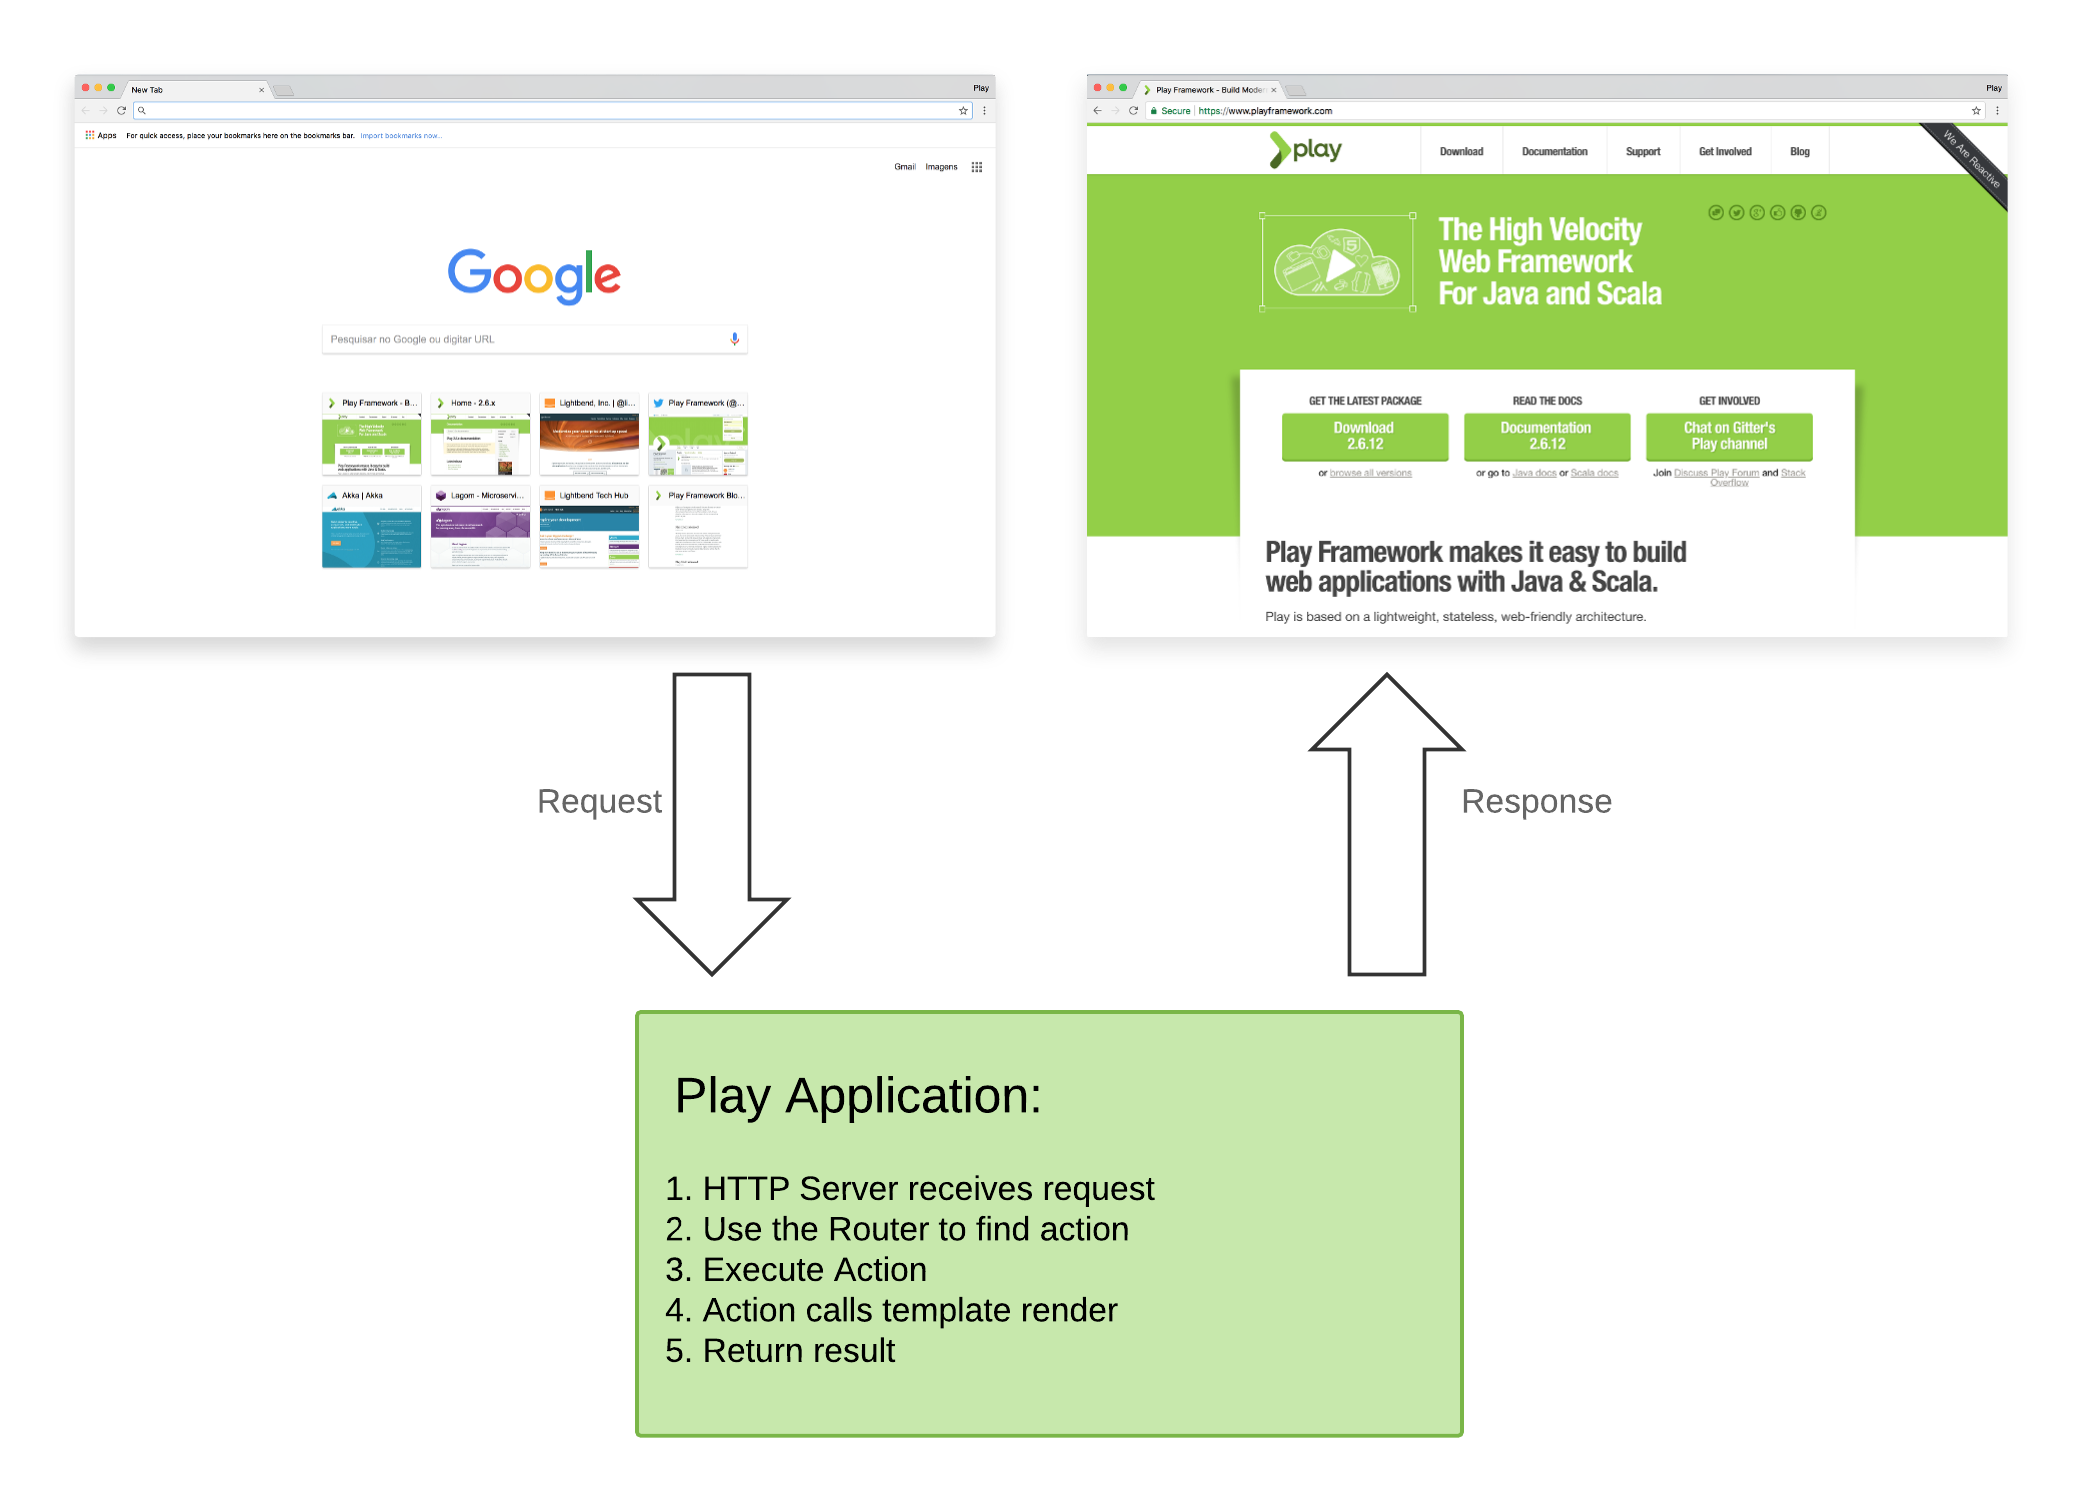 New Tab
Play
Apps For quick access, place your bookmarks here on the bookmarks bar. Import bookmarks now...
Gmail Imagens
Google
Pesquisar no Google ou digitar URL
Play Framework - B...
Home - 2.6.x
Lightbend, Inc. | @li...
Play Framework (@...
Akka | Akka
Lagom - Microservi...
Lightbend Tech Hub
Play Framework Blo...
Play Framework - Build Moder
Play
Secure https://www.playframework.com
play
Download
Documentation
Support
Get Involved
Blog
We Are Reactive
The High Velocity
Web Framework
For Java and Scala
GET THE LATEST PACKAGE
Download
2.6.12
or browse all versions
READ THE DOCS
Documentation
2.6.12
or go to Java docs or Scala docs
GET INVOLVED
Chat on Gitter's
Play channel
Join Discuss Play Forum and Stack
Overflow
Play Framework makes it easy to build
web applications with Java & Scala.
Play is based on a lightweight, stateless, web-friendly architecture.
Request
Response
Play Application:
1. HTTP Server receives request
2. Use the Router to find action
3. Execute Action
4. Action calls template render
5. Return result